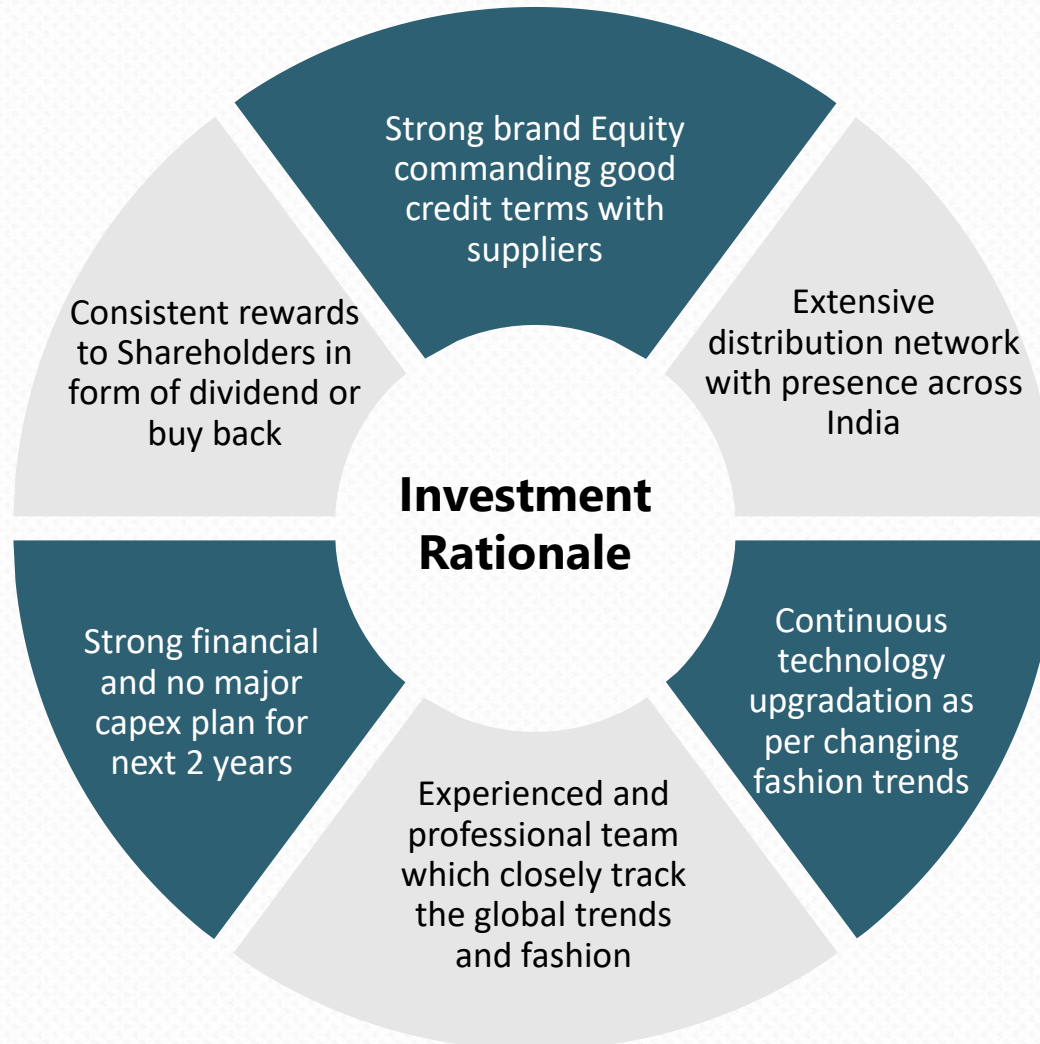 Strong brand Equity
commanding good
credit terms with
suppliers
Extensive
distribution network
with presence across
India
Continuous
technology
upgradation as
per changing
fashion trends
Experienced and
professional team
which closely track
the global trends
and fashion
Strong financial
and no major
capex plan for
next 2 years
Consistent rewards
to Shareholders in
form of dividend or
buy back
Investment
Rationale